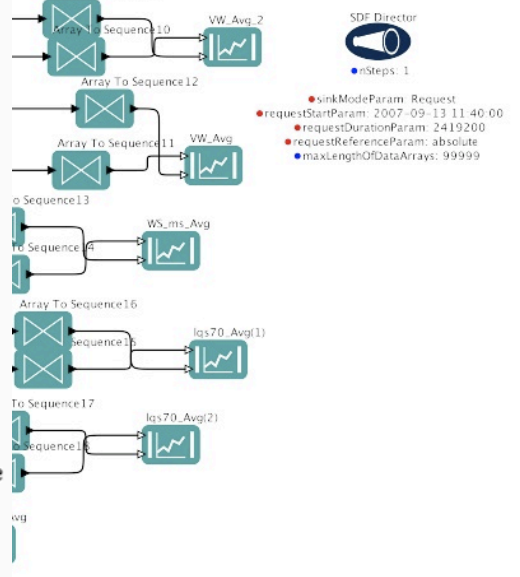 VW_Avg_2
Array To Sequence10
SDF Director
nSteps: 1
Array To Sequence12
sinkModeParam: Request
requestStartParam: 2007-09-13 11:40:00
requestDurationParam: 2419200
requestReferenceParam: absolute
maxLengthOfDataArrays: 99999
Array To Sequence11
VW_Avg
o Sequence13
WS_ms_Avg
To Sequence14
Array To Sequence16
lqs70_Avg(1)
Sequence15
To Sequence17
lqs70_Avg(2)
o Sequence18
e
Avg